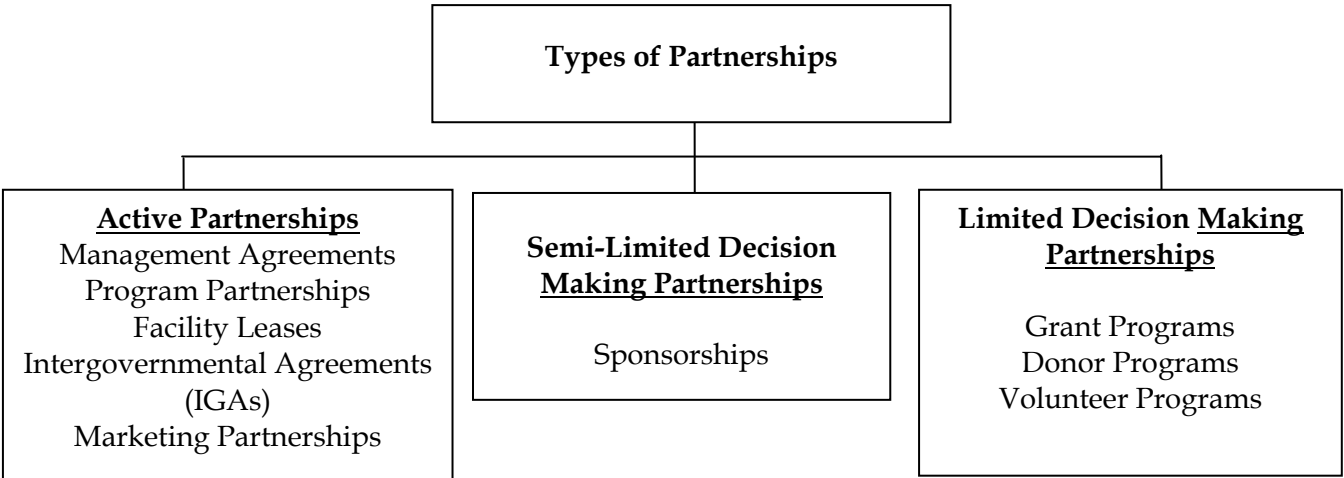 Types of Partnerships
Active Partnerships
Management Agreements
Program Partnerships
Facility Leases
Intergovernmental Agreements
(IGAs)
Marketing Partnerships
Semi-Limited Decision
Making Partnerships
Sponsorships
Limited Decision Making
Partnerships
Grant Programs
Donor Programs
Volunteer Programs